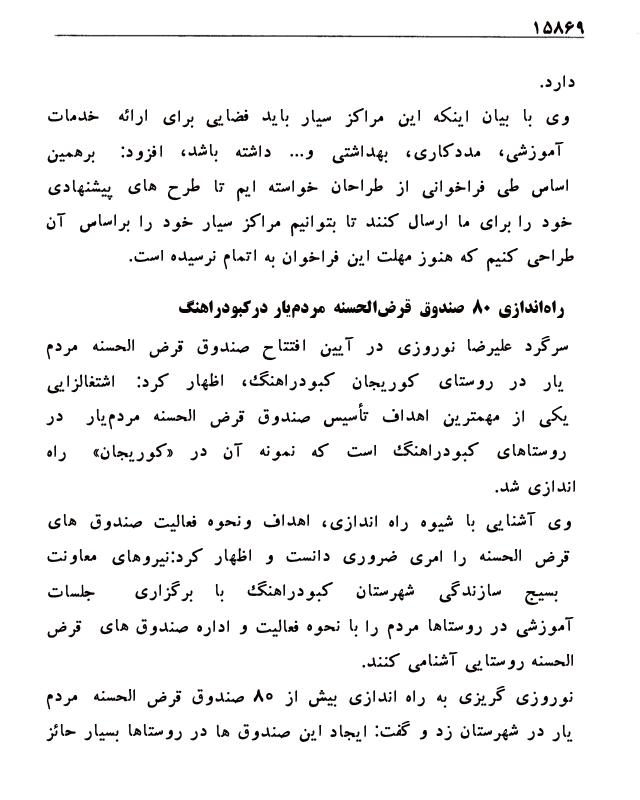 ۱۵۸۶۹
دارد.
وی با بیان اینکه این مراکز سیار باید فضایی برای ارائه خدمات
آموزشی، مددکاری، بهداشتی و... داشته باشد، افزود: برهمین
اساس طی فراخوانی از طراحان خواسته ایم تا طرح های پیشنهادی
خود را برای ما ارسال کنند تا بتوانیم مراکز سیار خود را براساس آن
طراحی کنیم که هنوز مهلت این فراخوان به اتمام نرسیده است.
راه‌اندازی ۸۰ صندوق قرض‌الحسنه مردم‌یار درکبودراهنگ
سرگرد علیرضا نوروزی در آیین افتتاح صندوق قرض الحسنه مردم
یار در روستای کوریجان کبودراهنگ، اظهار کرد: اشتغالزایی
یکی از مهمترین اهداف تأسیس صندوق قرض الحسنه مردم‌یار در
روستاهای کبودراهنگ است که نمونه آن در «کوریجان» راه
اندازی شد.
وی آشنایی با شیوه راه اندازی، اهداف ونحوه فعالیت صندوق های
قرض الحسنه را امری ضروری دانست و اظهار کرد:نیروهای معاونت
بسیج سازندگی شهرستان کبودراهنگ با برگزاری جلسات
آموزشی در روستاها مردم را با نحوه فعالیت و اداره صندوق های قرض
الحسنه روستایی آشنامی کنند.
نوروزی گریزی به راه اندازی بیش از ۸۰ صندوق قرض الحسنه مردم
یار در شهرستان زد و گفت: ایجاد این صندوق ها در روستاها بسیار حائز